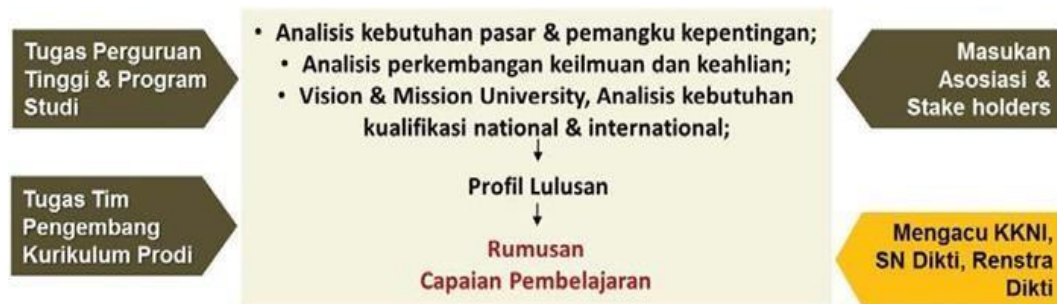 Tugas Perguruan
Tinggi & Program
Studi
Tugas Tim
Pengembang
Kurikulum Prodi
• Analisis kebutuhan pasar & pemangku kepentingan;
• Analisis perkembangan keilmuan dan keahlian;
• Vision & Mission University, Analisis kebutuhan
kualifikasi national & international;
Profil Lulusan
Rumusan
Capaian Pembelajaran
Masukan
Asosiasi &
Stake holders
Mengacu KKNI,
SN Dikti, Renstra
Dikti